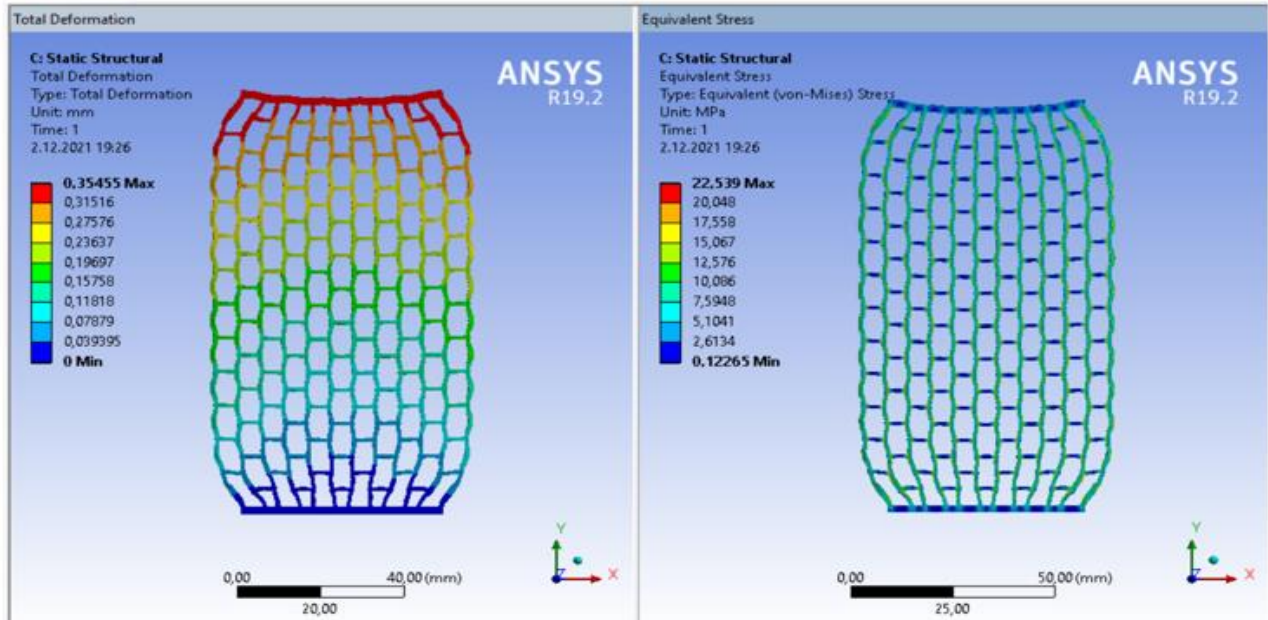 Total Deformation
C: Static Structural
Total Deformation
Type: Total Deformation
Unit: mm
Time: 1
2.12.2021 19:26
ANSYS
R19.2
0,35455 Max
0,31516
0,27576
0,23637
0,19697
0,15758
0,11818
0,07879
0,039395
0 Min
0,00
40,00 (mm)
20,00
Y
Z
X
Equivalent Stress
C: Static Structural
Equivalent Stress
Type: Equivalent (von-Mises) Stress
Unit: MPa
Time: 1
2.12.2021 19:26
ANSYS
R19.2
22,539 Max
20,048
17,558
15,067
12,576
10,086
7,5948
5,1041
2,6134
0,12265 Min
0,00
50,00 (mm)
25,00
Y
Z
X